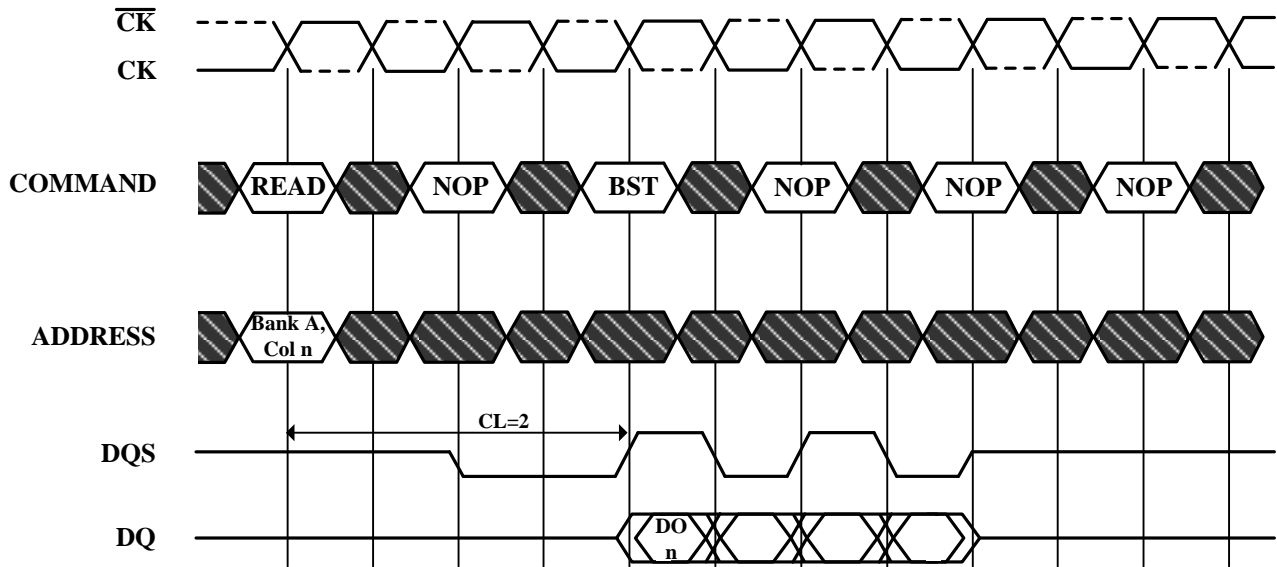 CK
CK
COMMAND READ NOP BST NOP NOP NOP
ADDRESS Bank A,
Col n
CL=2
DQS
DQ DO
n